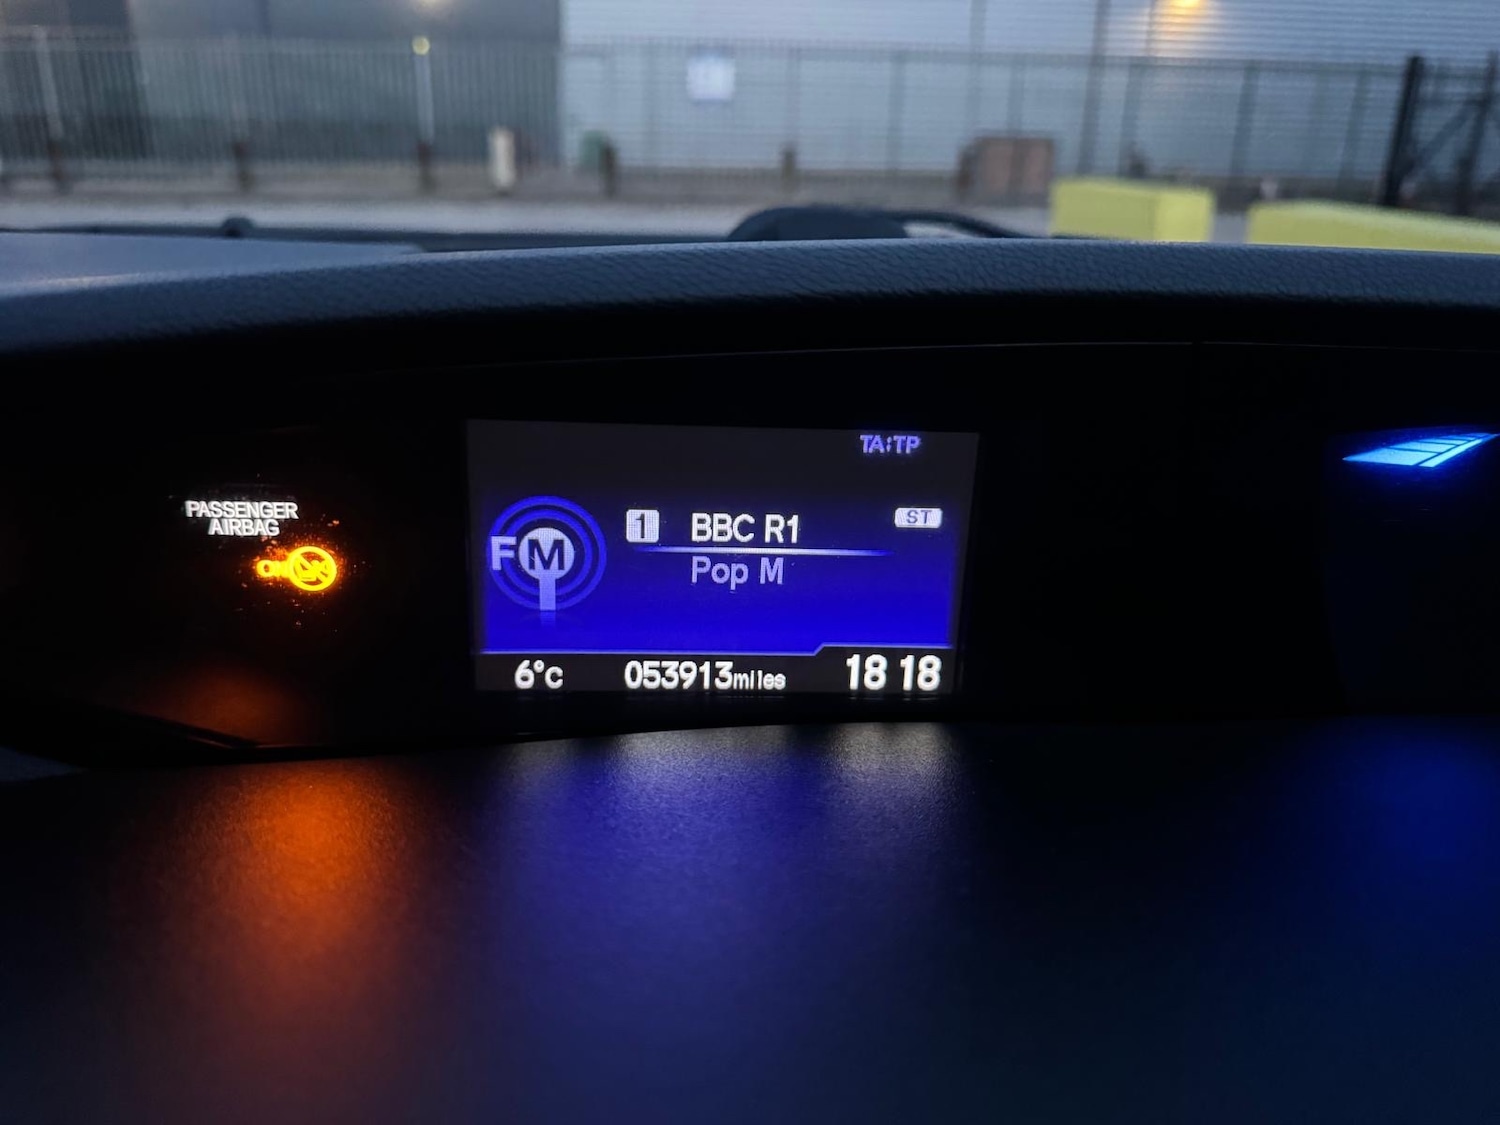 TA:TP
PASSENGER
AIRBAG
FM
1 BBC R1 ST
Pop M
6°C 053913miles 18 18